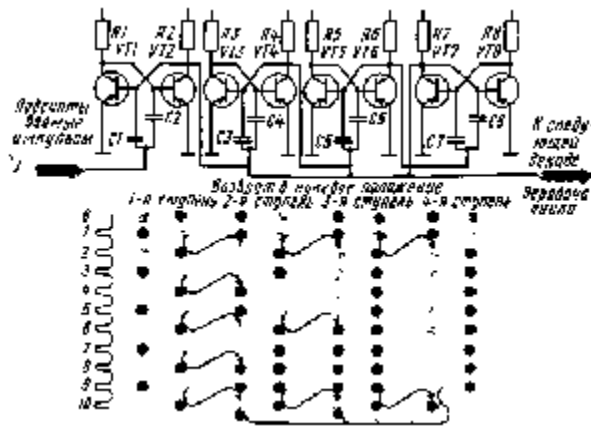 R1 R2 R3 R4 R5 R6 R7 R8
VT1 VT2 VT3 VT4 VT5 VT6 VT7 VT8
Подсчиты
ваемые
импульсы
C1 C2 C3 C4 C5 C6 C7 C8
К следу
ющей
декаде
Возврат в нулевое положение
Передача
числа
1-я ступень 2-я ступень 3-я ступень 4-я ступень
0
1
2
3
4
5
6
7
8
9
10